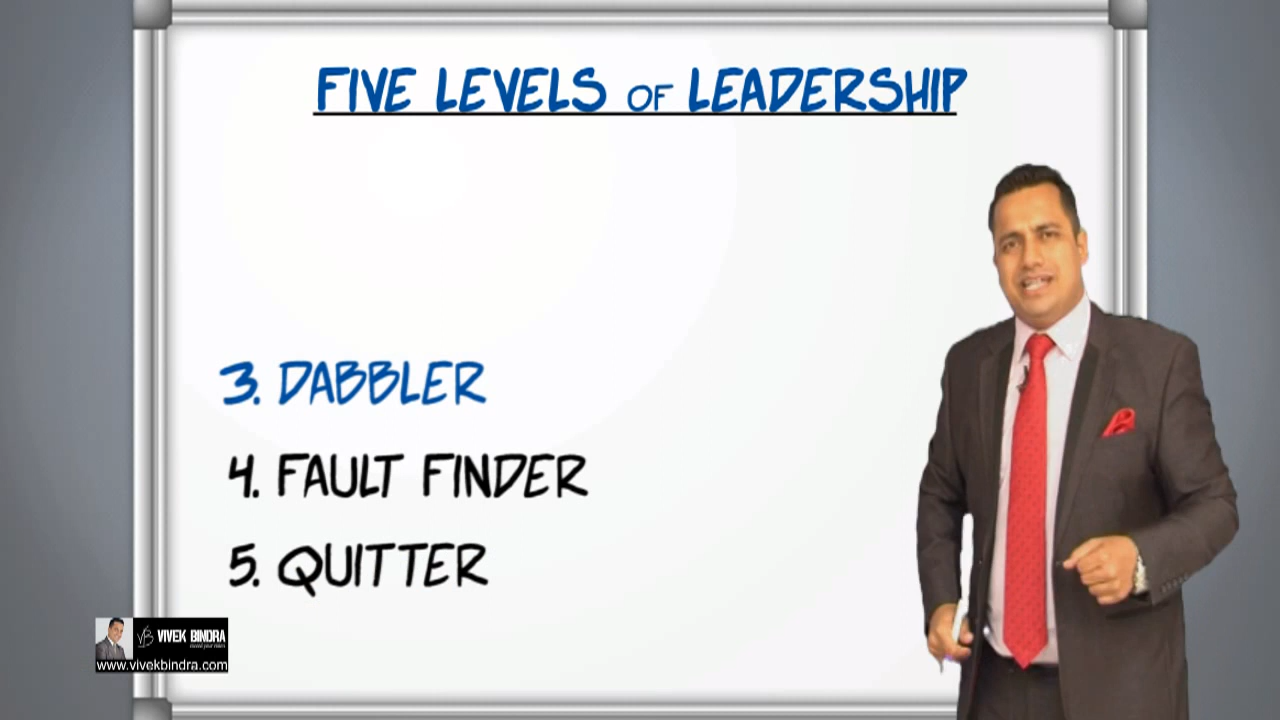 FIVE LEVELS OF LEADERSHIP
3. DABBLER
4. FAULT FINDER
5. QUITTER
VIVEK BINDRA
www.vivekbindra.com